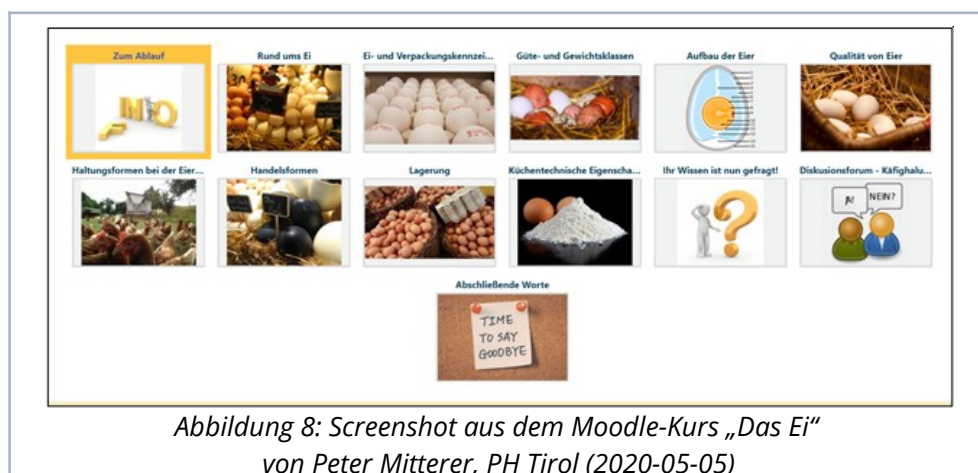 Zum Ablauf
Rund ums Ei
Ei- und Verpackungskennzei...
Güte- und Gewichtsklassen
Aufbau der Eier
Qualität von Eier
INFO
Haltungsformen bei der Eier...
Handelsformen
Lagerung
Küchentechnische Eigenscha...
Ihr Wissen ist nun gefragt!
Diskusionsforum - Käfighalu...
NEIN?
Abschließende Worte
TIME
TO SAY
GOODBYE
Abbildung 8: Screenshot aus dem Moodle-Kurs „Das Ei“
von Peter Mitterer, PH Tirol (2020-05-05)